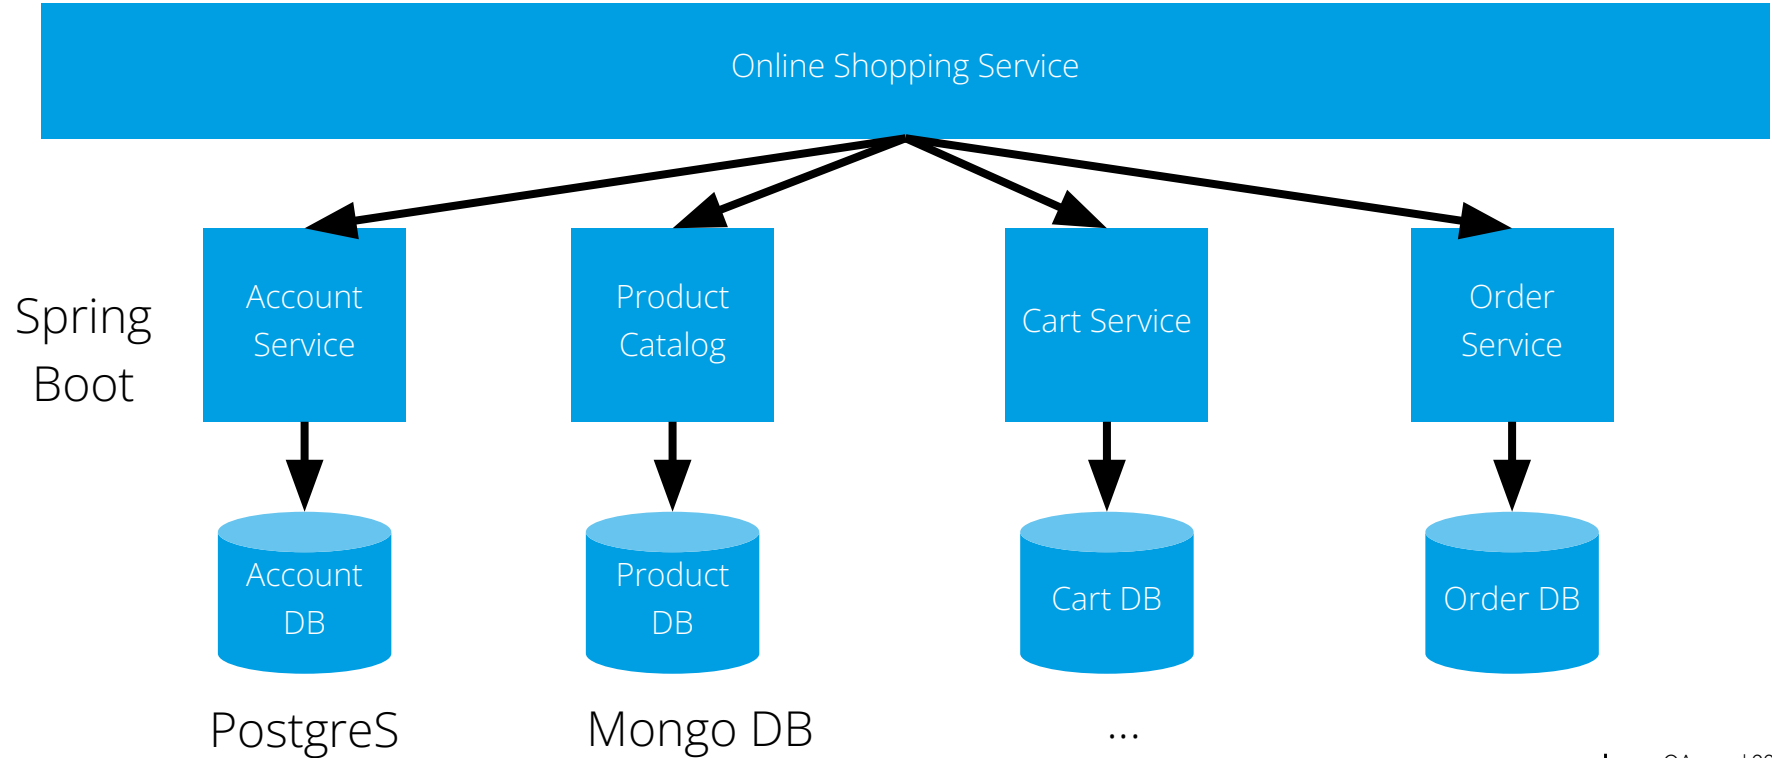 Online Shopping Service
Spring
Boot
Account
Service
Product
Catalog
Cart Service
Order
Service
Account
DB
Product
DB
Cart DB
Order DB
PostgreS
Mongo DB
...